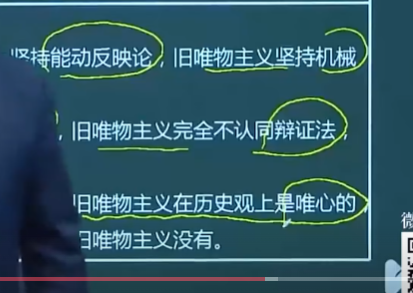 坚持能动反映论，旧唯物主义坚持机械
，旧唯物主义完全不认同辩证法，
旧唯物主义在历史观上是唯心的，
旧唯物主义没有。
微